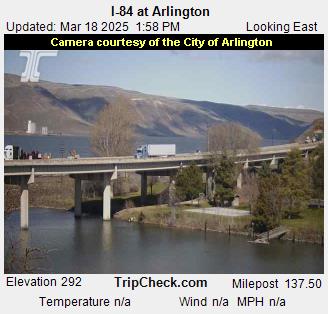 I-84 at Arlington
Updated: Mar 18 2025 1:58 PM Looking East
Camera courtesy of the City of Arlington
Elevation 292 TripCheck.com Milepost 137.50
Temperature n/a Wind n/a MPH n/a